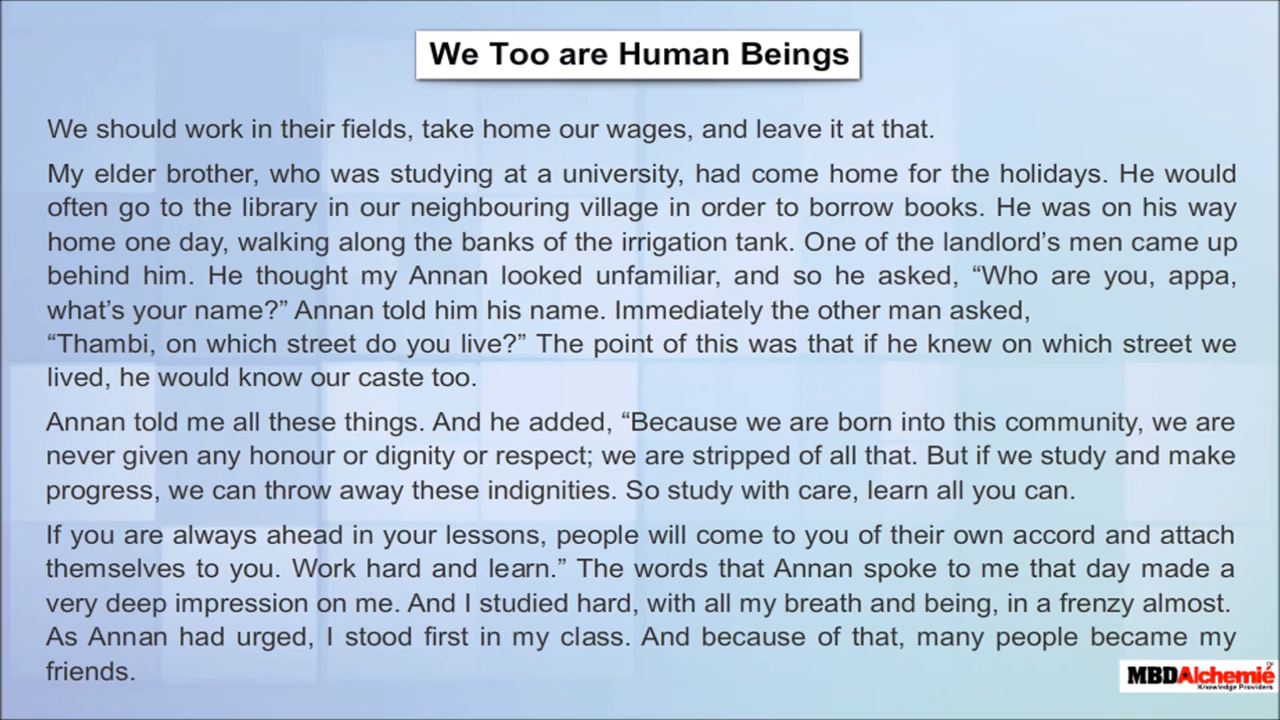 We Too are Human Beings
We should work in their fields, take home our wages, and leave it at that.
My elder brother, who was studying at a university, had come home for the holidays. He would
often go to the library in our neighbouring village in order to borrow books. He was on his way
home one day, walking along the banks of the irrigation tank. One of the landlord’s men came up
behind him. He thought my Annan looked unfamiliar, and so he asked, “Who are you, appa,
what’s your name?” Annan told him his name. Immediately the other man asked,
“Thambi, on which street do you live?” The point of this was that if he knew on which street we
lived, he would know our caste too.
Annan told me all these things. And he added, “Because we are born into this community, we are
never given any honour or dignity or respect; we are stripped of all that. But if we study and make
progress, we can throw away these indignities. So study with care, learn all you can.
If you are always ahead in your lessons, people will come to you of their own accord and attach
themselves to you. Work hard and learn.” The words that Annan spoke to me that day made a
very deep impression on me. And I studied hard, with all my breath and being, in a frenzy almost.
As Annan had urged, I stood first in my class. And because of that, many people became my
friends.
MBDAlchemié™
Knowledge Providers